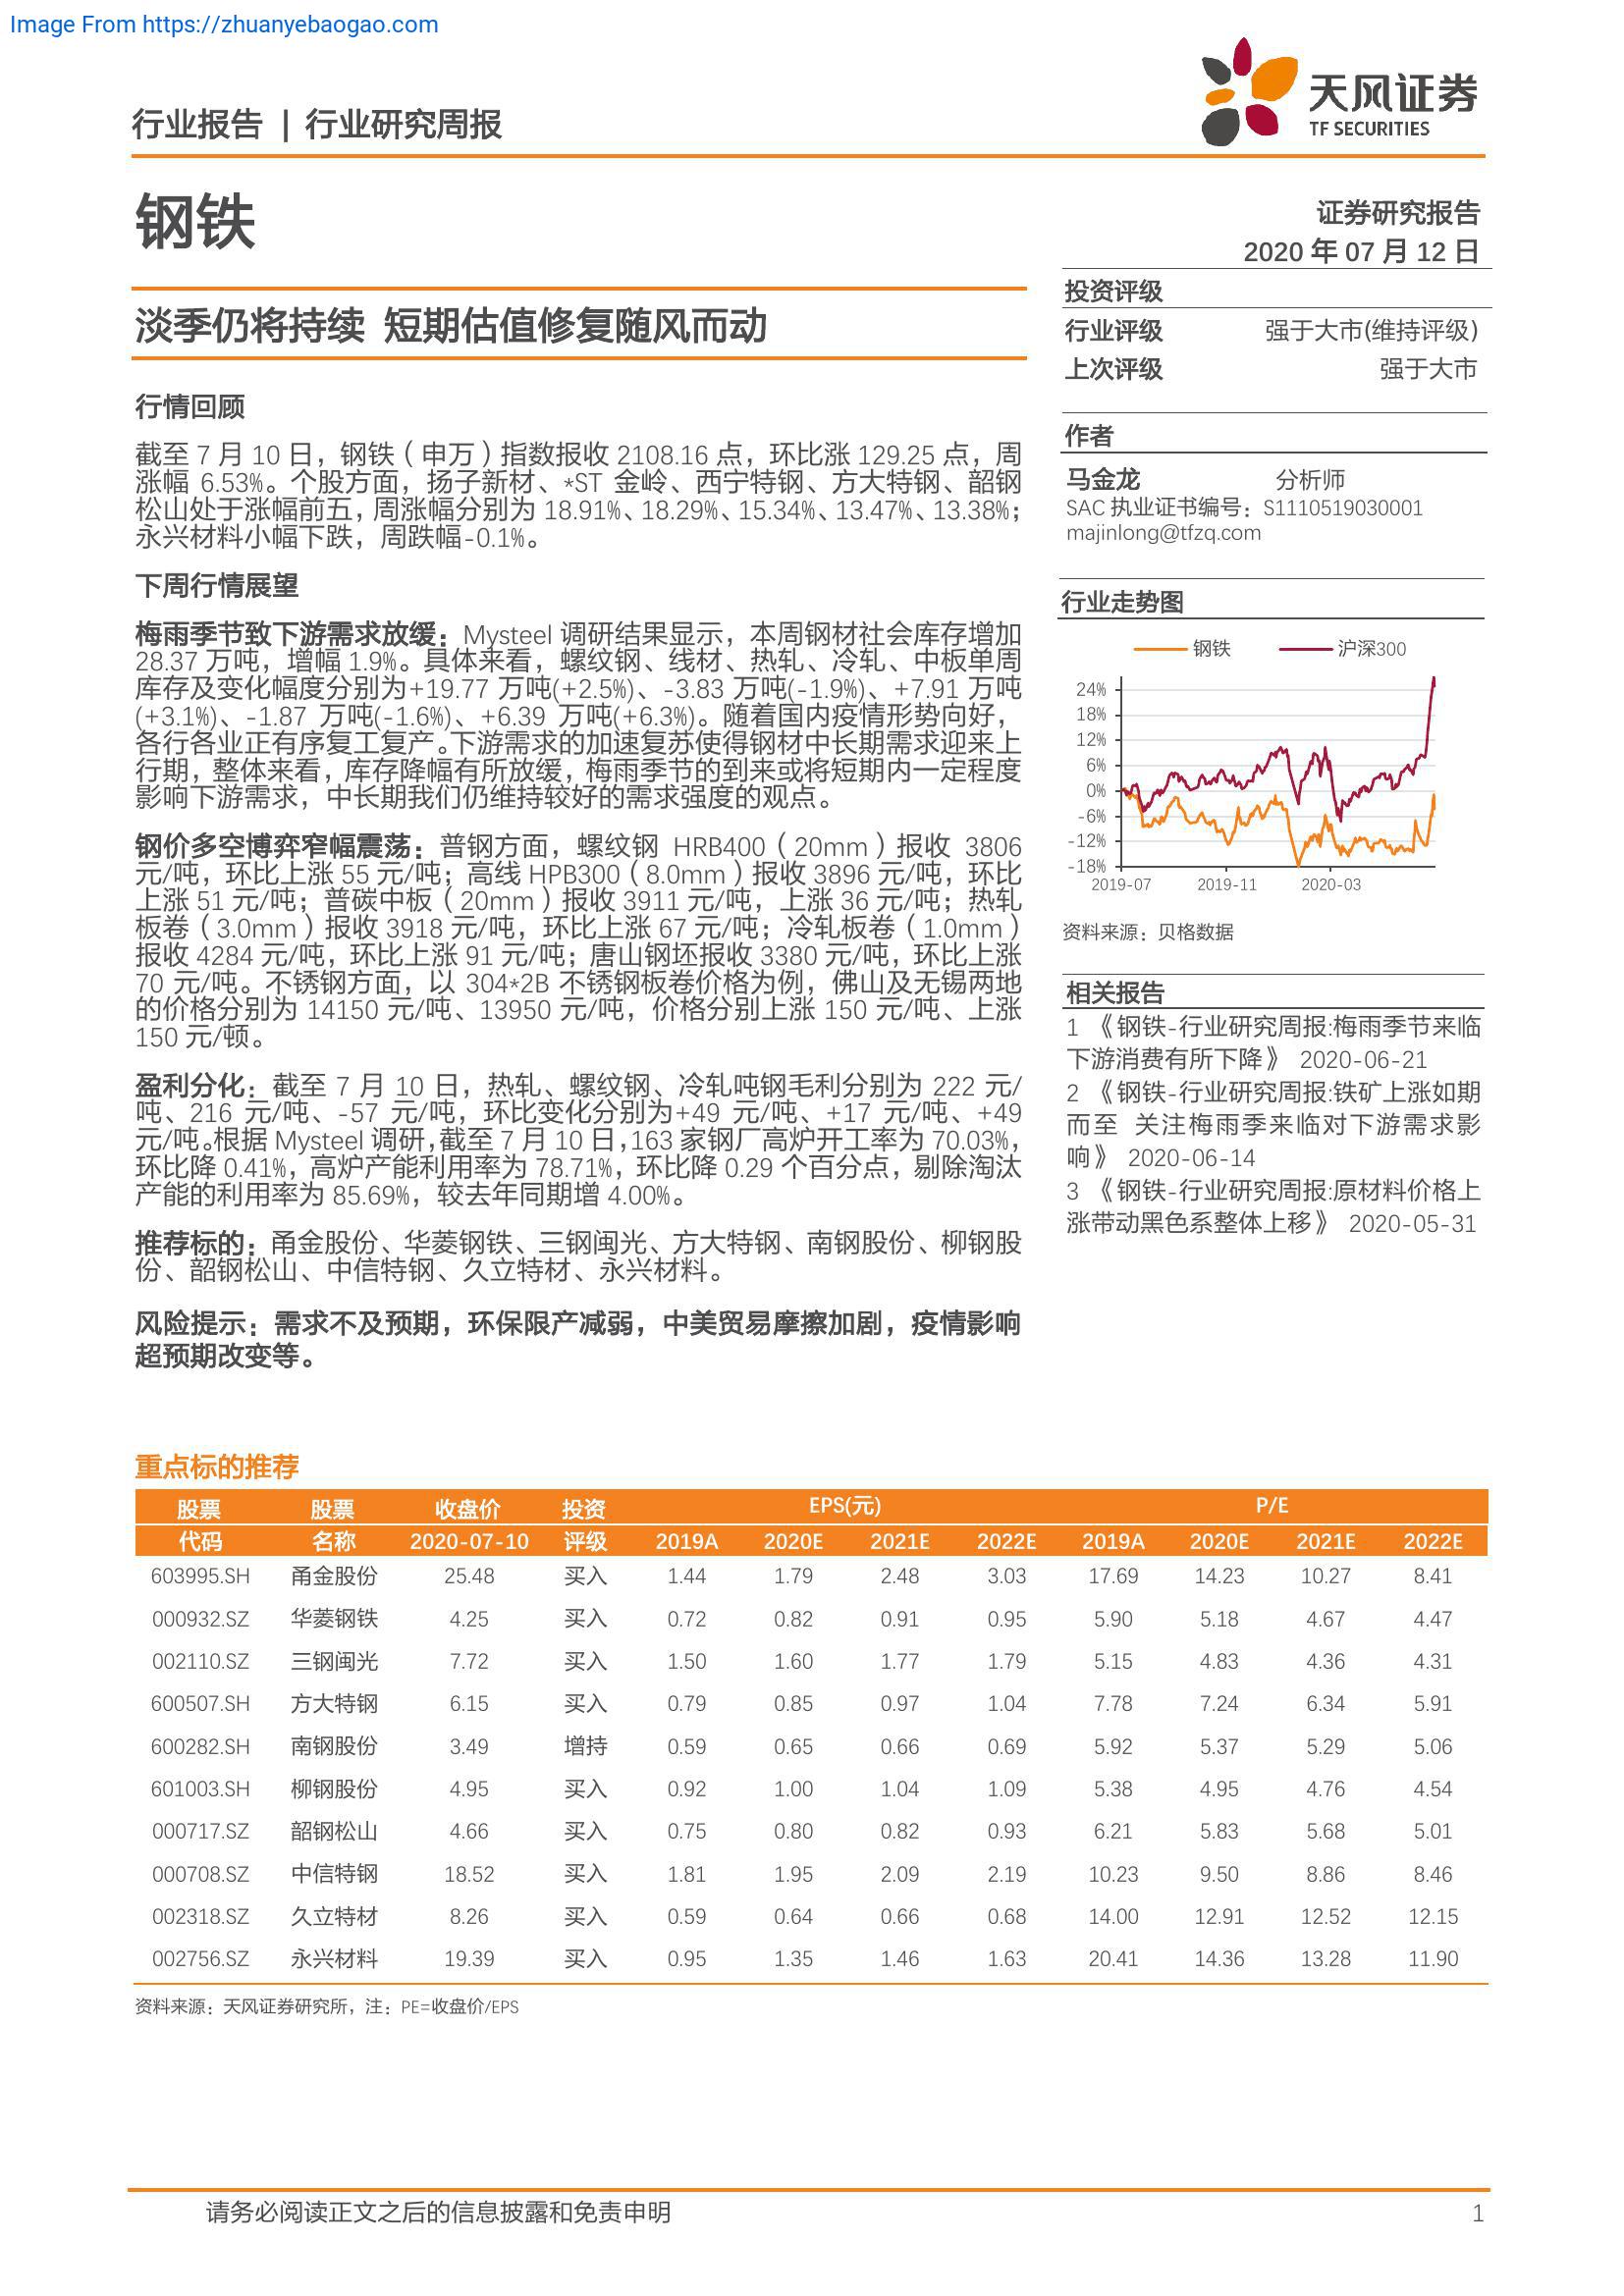 Image From https://zhuanyebaogao.com
行业报告 | 行业研究周报
天风证券
TF SECURITIES
钢铁
证券研究报告
2020 年 07 月 12 日
淡季仍将持续 短期估值修复随风而动
行情回顾
截至 7 月 10 日，钢铁（申万）指数报收 2108.16 点，环比涨 129.25 点，周
涨幅 6.53%。个股方面，扬子新材、*ST 金岭、西宁特钢、方大特钢、韶钢
松山处于涨幅前五，周涨幅分别为 18.91%、18.29%、15.34%、13.47%、13.38%；
永兴材料小幅下跌，周跌幅-0.1%。
下周行情展望
梅雨季节致下游需求放缓：Mysteel 调研结果显示，本周钢材社会库存增加
28.37 万吨，增幅 1.9%。具体来看，螺纹钢、线材、热轧、冷轧、中板单周
库存及变化幅度分别为+19.77 万吨(+2.5%)、-3.83 万吨(-1.9%)、+7.91 万吨
(+3.1%)、-1.87 万吨(-1.6%)、+6.39 万吨(+6.3%)。随着国内疫情形势向好，
各行各业正有序复工复产。下游需求的加速复苏使得钢材中长期需求迎来上
行期，整体来看，库存降幅有所放缓，梅雨季节的到来或将短期内一定程度
影响下游需求，中长期我们仍维持较好的需求强度的观点。
钢价多空博弈窄幅震荡：普钢方面，螺纹钢 HRB400（20mm）报收 3806
元/吨，环比上涨 55 元/吨；高线 HPB300（8.0mm）报收 3896 元/吨，环比
上涨 51 元/吨；普碳中板（20mm）报收 3911 元/吨，上涨 36 元/吨；热轧
板卷（3.0mm）报收 3918 元/吨，环比上涨 67 元/吨；冷轧板卷（1.0mm）
报收 4284 元/吨，环比上涨 91 元/吨；唐山钢坯报收 3380 元/吨，环比上涨
70 元/吨。不锈钢方面，以 304*2B 不锈钢板卷价格为例，佛山及无锡两地
的价格分别为 14150 元/吨、13950 元/吨，价格分别上涨 150 元/吨、上涨
150 元/顿。
盈利分化：截至 7 月 10 日，热轧、螺纹钢、冷轧吨钢毛利分别为 222 元/
吨、216 元/吨、-57 元/吨，环比变化分别为+49 元/吨、+17 元/吨、+49
元/吨。根据 Mysteel 调研，截至 7 月 10 日，163 家钢厂高炉开工率为 70.03%，
环比降 0.41%，高炉产能利用率为 78.71%，环比降 0.29 个百分点，剔除淘汰
产能的利用率为 85.69%，较去年同期增 4.00%。
推荐标的：甬金股份、华菱钢铁、三钢闽光、方大特钢、南钢股份、柳钢股
份、韶钢松山、中信特钢、久立特材、永兴材料。
风险提示：需求不及预期，环保限产减弱，中美贸易摩擦加剧，疫情影响
超预期改变等。
投资评级
行业评级 强于大市(维持评级)
上次评级 强于大市
作者
马金龙 分析师
SAC 执业证书编号：S1110519030001
majinlong@tfzq.com
行业走势图
钢铁 沪深300
24%
18%
12%
6%
0%
-6%
-12%
-18%
2019-07 2019-11 2020-03
资料来源：贝格数据
相关报告
1 《钢铁-行业研究周报:梅雨季节来临
下游消费有所下降》 2020-06-21
2 《钢铁-行业研究周报:铁矿上涨如期
而至 关注梅雨季来临对下游需求影
响》 2020-06-14
3 《钢铁-行业研究周报:原材料价格上
涨带动黑色系整体上移》 2020-05-31
重点标的推荐
股票 股票 收盘价 投资 EPS(元) P/E
代码 名称 2020-07-10 评级 2019A 2020E 2021E 2022E 2019A 2020E 2021E 2022E
603995.SH 甬金股份 25.48 买入 1.44 1.79 2.48 3.03 17.69 14.23 10.27 8.41
000932.SZ 华菱钢铁 4.25 买入 0.72 0.82 0.91 0.95 5.90 5.18 4.67 4.47
002110.SZ 三钢闽光 7.72 买入 1.50 1.60 1.77 1.79 5.15 4.83 4.36 4.31
600507.SH 方大特钢 6.15 买入 0.79 0.85 0.97 1.04 7.78 7.24 6.34 5.91
600282.SH 南钢股份 3.49 增持 0.59 0.65 0.66 0.69 5.92 5.37 5.29 5.06
601003.SH 柳钢股份 4.95 买入 0.92 1.00 1.04 1.09 5.38 4.95 4.76 4.54
000717.SZ 韶钢松山 4.66 买入 0.75 0.80 0.82 0.93 6.21 5.83 5.68 5.01
000708.SZ 中信特钢 18.52 买入 1.81 1.95 2.09 2.19 10.23 9.50 8.86 8.46
002318.SZ 久立特材 8.26 买入 0.59 0.64 0.66 0.68 14.00 12.91 12.52 12.15
002756.SZ 永兴材料 19.39 买入 0.95 1.35 1.46 1.63 20.41 14.36 13.28 11.90
资料来源：天风证券研究所，注：PE=收盘价/EPS
请务必阅读正文之后的信息披露和免责申明 1